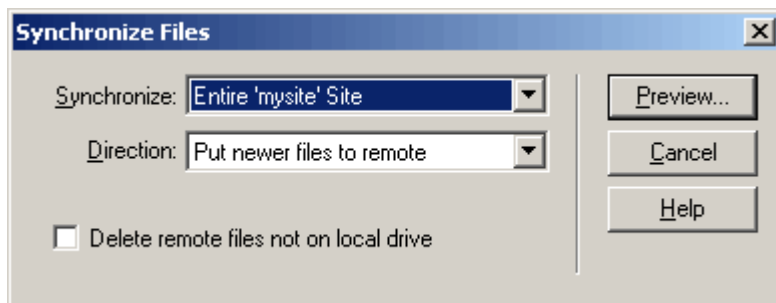 Synchronize Files
Synchronize: Entire 'mysite' Site
Preview...
Direction: Put newer files to remote
Cancel
Help
Delete remote files not on local drive